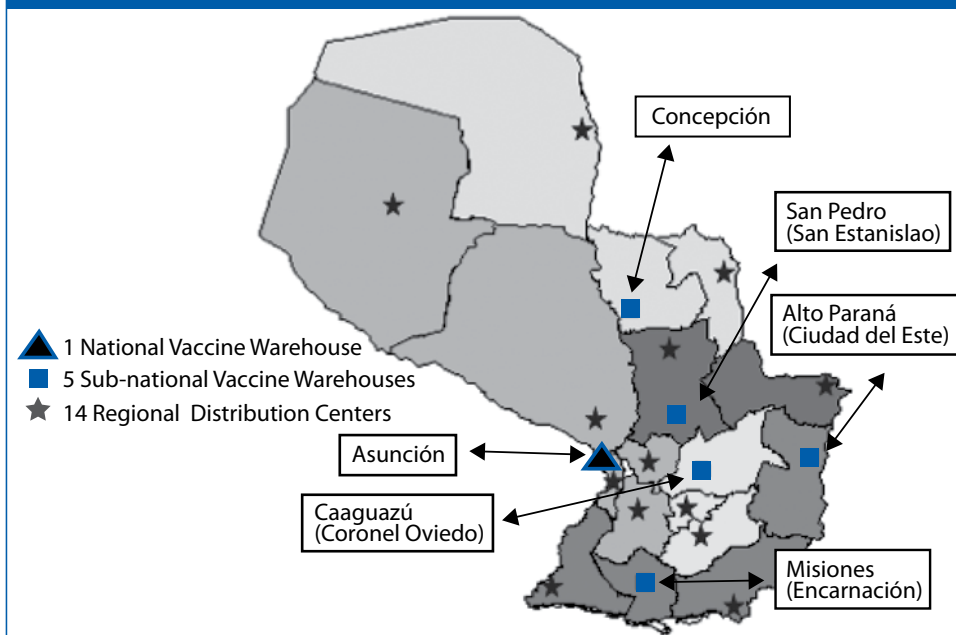 Concepción
San Pedro
(San Estanislao)
Alto Paraná
(Ciudad del Este)
1 National Vaccine Warehouse
5 Sub-national Vaccine Warehouses
14 Regional Distribution Centers
Asunción
Caaguazú
(Coronel Oviedo)
Misiones
(Encarnación)